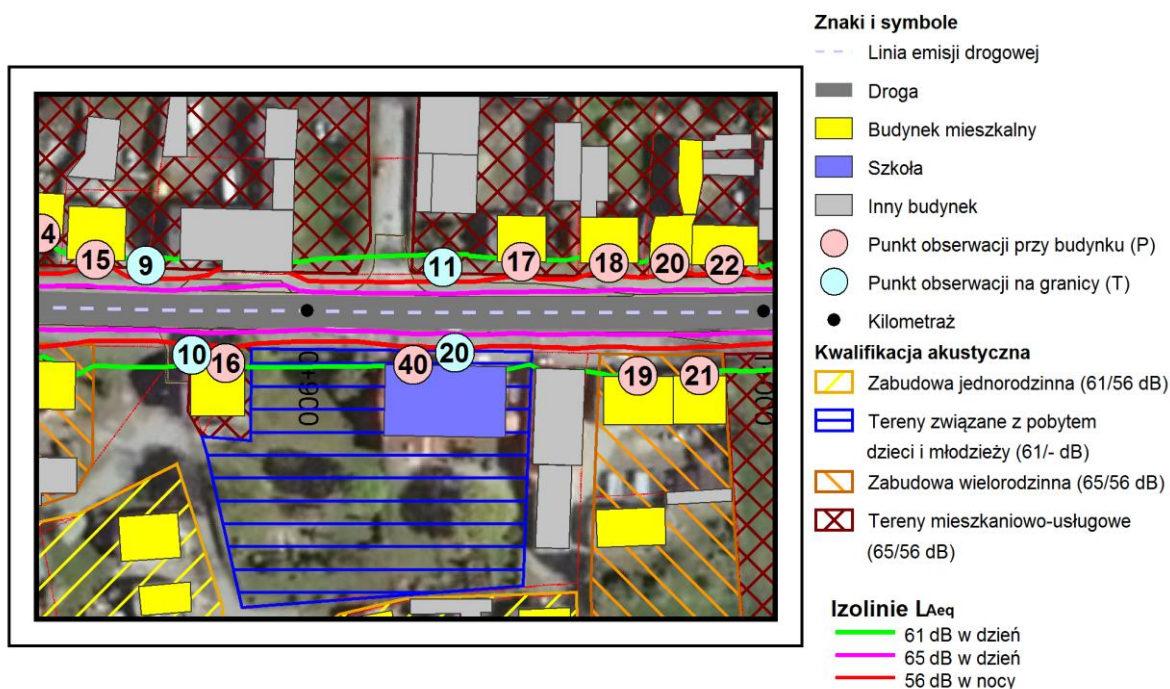 4
15
9
11
17
18
20
22
10
16
40
20
19
21
0+900
1+000
Znaki i symbole
Linia emisji drogowej
Droga
Budynek mieszkalny
Szkoła
Inny budynek
Punkt obserwacji przy budynku (P)
Punkt obserwacji na granicy (T)
Kilometraż
Kwalifikacja akustyczna
Zabudowa jednorodzinna (61/56 dB)
Tereny związane z pobytem
dzieci i młodzieży (61/- dB)
Zabudowa wielorodzinna (65/56 dB)
Tereny mieszkaniowo-usługowe
(65/56 dB)
Izolinie LAeq
61 dB w dzień
65 dB w dzień
56 dB w nocy